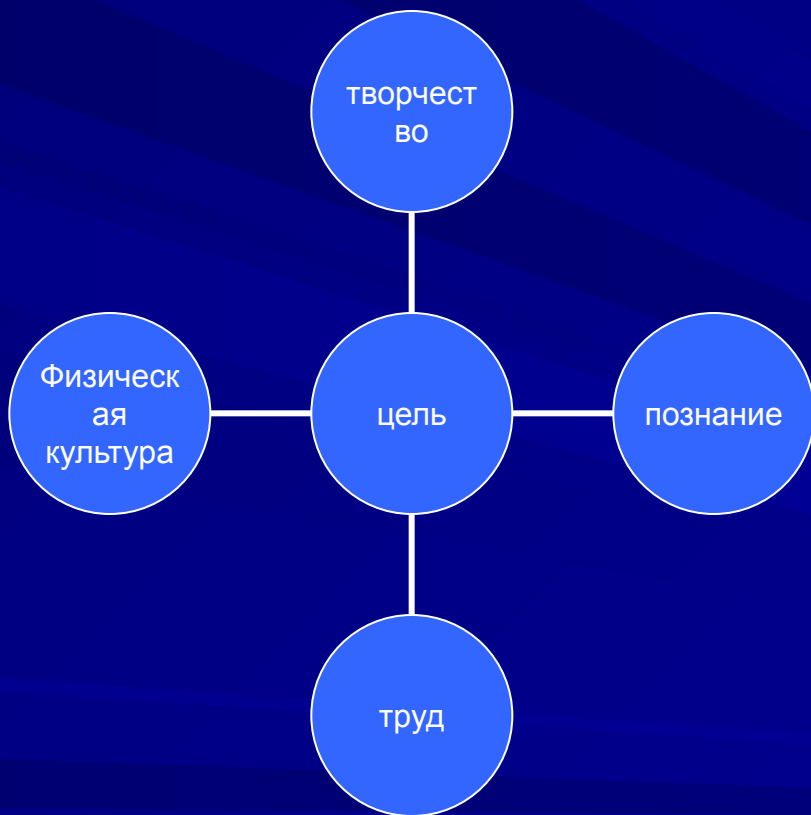 творчест
во
Физическ
ая
культура
цель
познание
труд